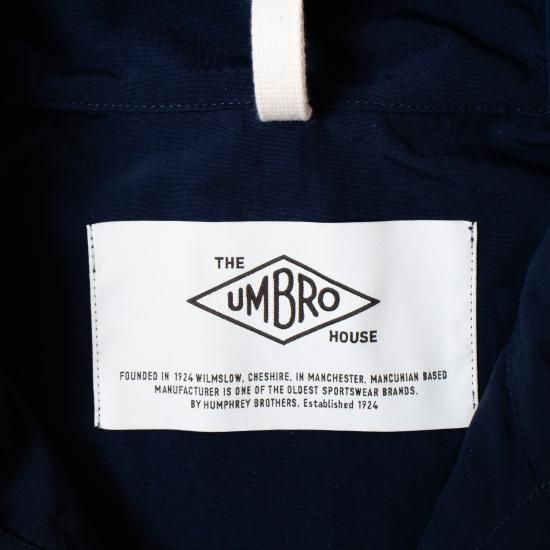 THE
UMBRO
HOUSE
FOUNDED IN 1924 WILMSLOW, CHESHIRE, IN MANCHESTER, MANCUNIAN BASED
MANUFACTURER IS ONE OF THE OLDEST SPORTSWEAR BRANDS.
BY HUMPHREY BROTHERS. Established 1924